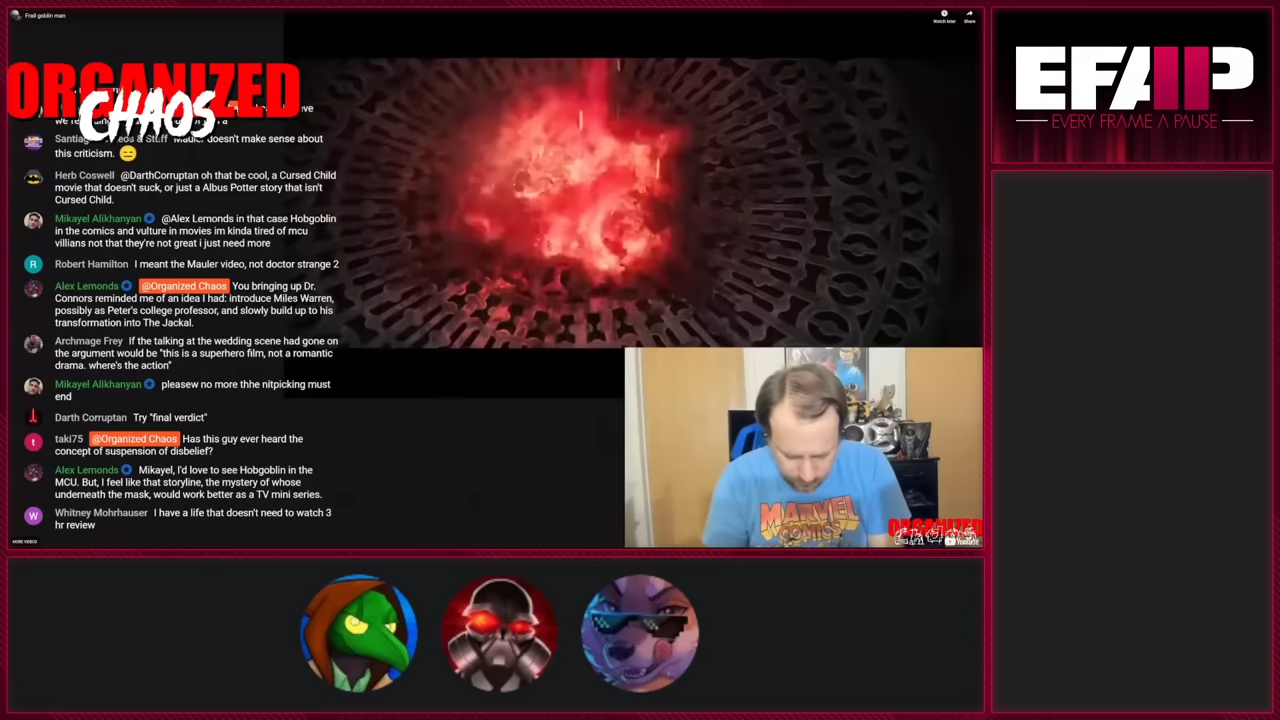 Frail goblin man
Watch later
Share
ORGANIZED
CHAOS
EFAP
EVERY FRAME A PAUSE
Santiag
& Stuff Mauler doesn't make sense about
this criticism. 😑
Herb Coswell @DarthCorruptan oh that be cool, a Cursed Child
movie that doesn't suck, or just a Albus Potter story that isn't
Cursed Child.
Mikayel Alikhanyan @Alex Lemonds in that case Hobgoblin
in the comics and vulture in movies im kinda tired of mcu
villians not that they're not great i just need more
R Robert Hamilton I meant the Mauler video, not doctor strange 2
Alex Lemonds @Organized Chaos You bringing up Dr.
Connors reminded me of an idea I had: introduce Miles Warren,
possibly as Peter's college professor, and slowly build up to his
transformation into The Jackal.
Archmage Frey If the talking at the wedding scene had gone on
the argument would be "this is a superhero film, not a romantic
drama. where's the action"
Mikayel Alikhanyan pleasew no more thhe nitpicking must
end
Darth Corruptan Try "final verdict"
t taki75 @Organized Chaos Has this guy ever heard the
concept of suspension of disbelief?
Alex Lemonds Mikayel, I'd love to see Hobgoblin in the
MCU. But, I feel like that storyline, the mystery of whose
underneath the mask, would work better as a TV mini series.
W Whitney Mohrhauser I have a life that doesn't need to watch 3
hr review
MORE VIDEOS
MARVEL
COMICS
ORGANIZED
YouTube